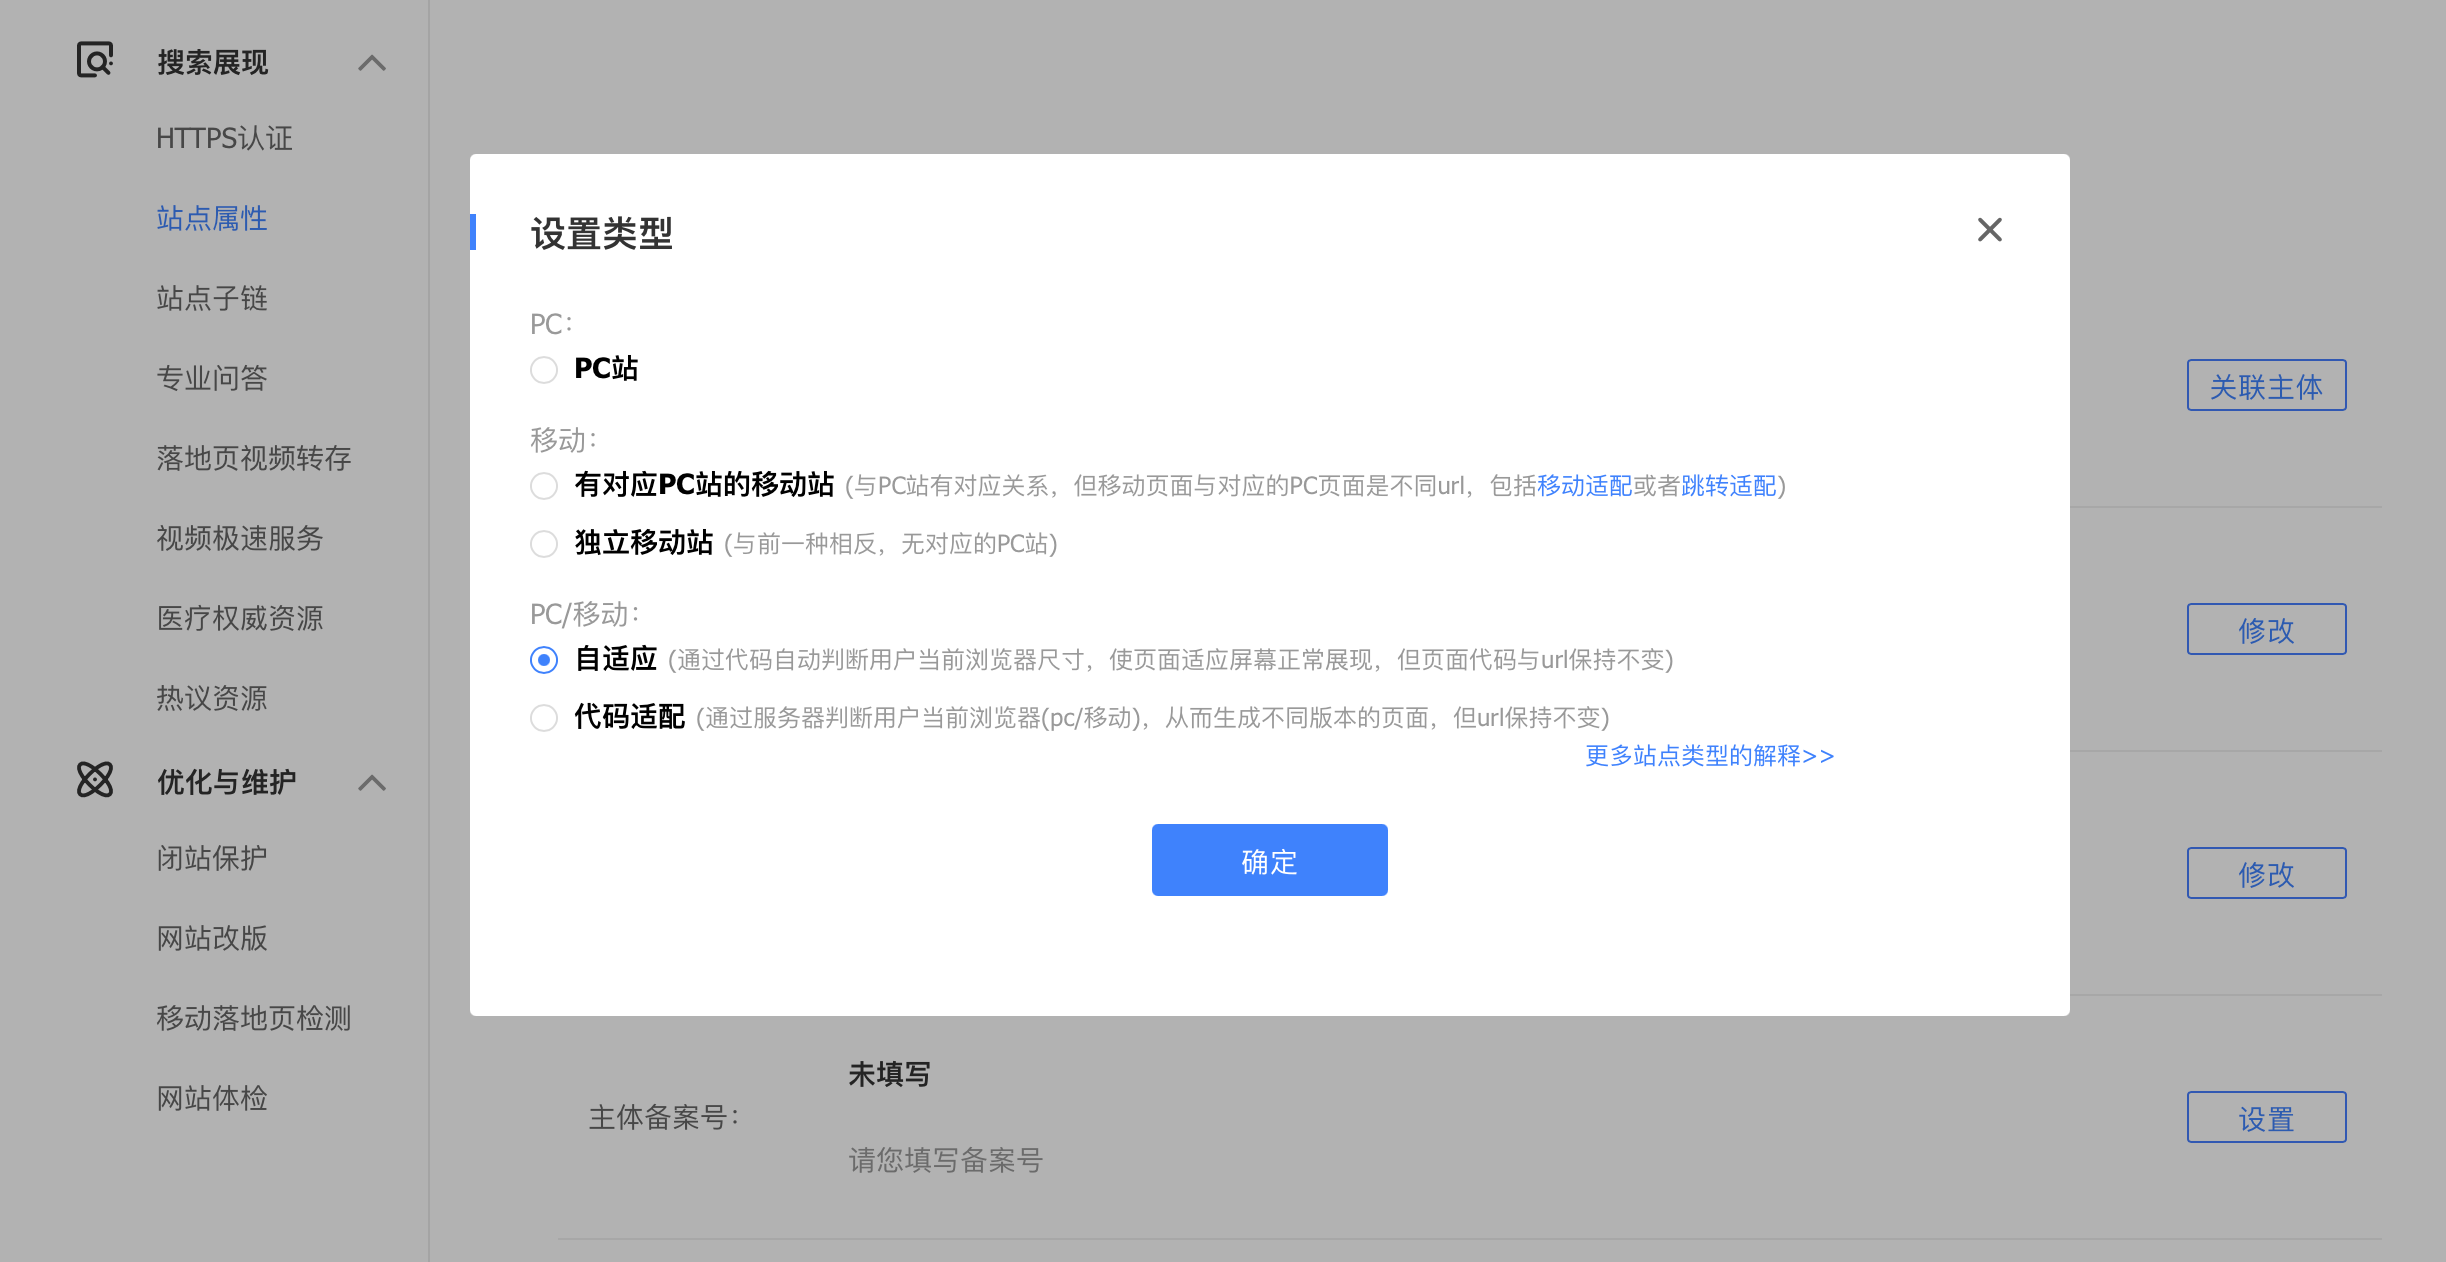 搜索展现
HTTPS认证
站点属性
站点子链
专业问答
落地页视频转存
视频极速服务
医疗权威资源
热议资源
优化与维护
闭站保护
网站改版
移动落地页检测
网站体检
设置类型
PC:
PC站
移动:
有对应PC站的移动站 (与PC站有对应关系，但移动页面与对应的PC页面是不同url，包括移动适配或者跳转适配)
独立移动站 (与前一种相反，无对应的PC站)
PC/移动:
自适应 (通过代码自动判断用户当前浏览器尺寸，使页面适应屏幕正常展现，但页面代码与url保持不变)
代码适配 (通过服务器判断用户当前浏览器(pc/移动)，从而生成不同版本的页面，但url保持不变)
更多站点类型的解释>>
确定
关联主体
修改
修改
未填写
主体备案号:
请您填写备案号
设置